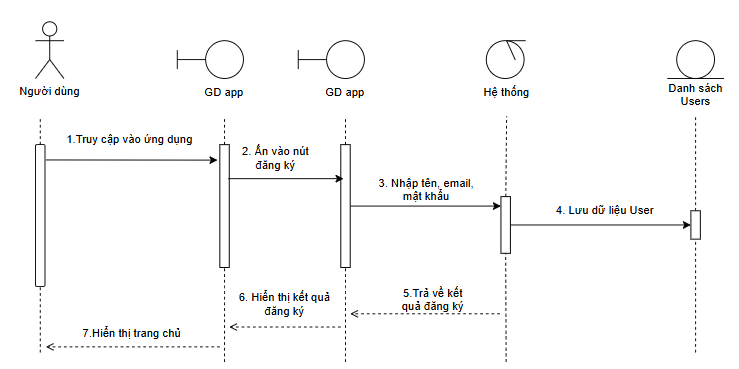 Người dùng
GD app
GD app
Hệ thống
Danh sách
Users
1.Truy cập vào ứng dụng
2. Ấn vào nút
đăng ký
3. Nhập tên, email,
mật khẩu
4. Lưu dữ liệu User
5.Trả về kết
quả đăng ký
6. Hiển thị kết quả
đăng ký
7.Hiển thị trang chủ